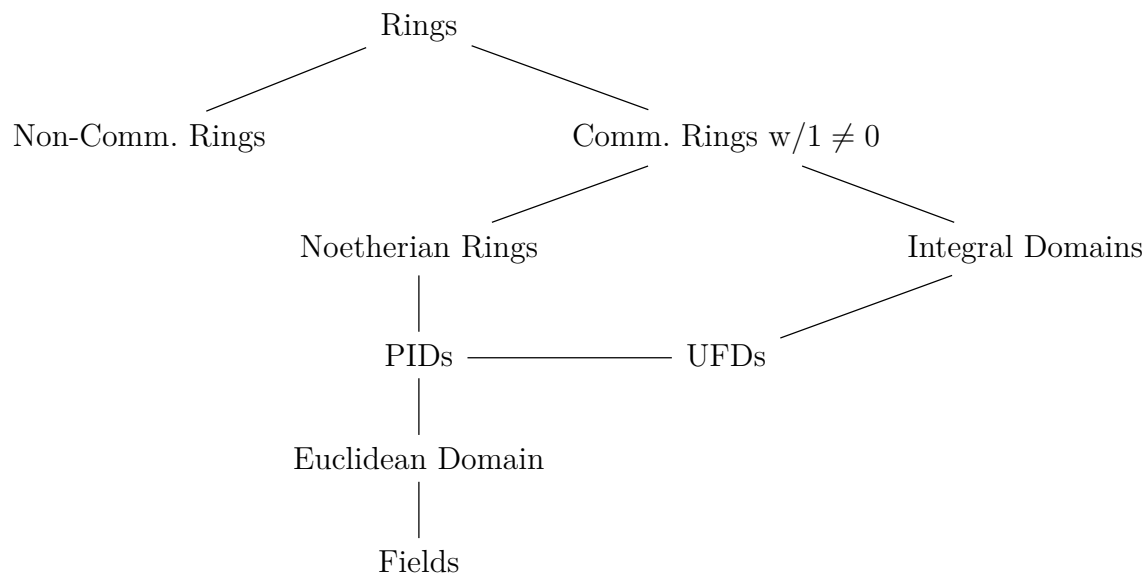 Rings
Non-Comm. Rings
Comm. Rings w/1 ≠ 0
Noetherian Rings
Integral Domains
PIDs
UFDs
Euclidean Domain
Fields